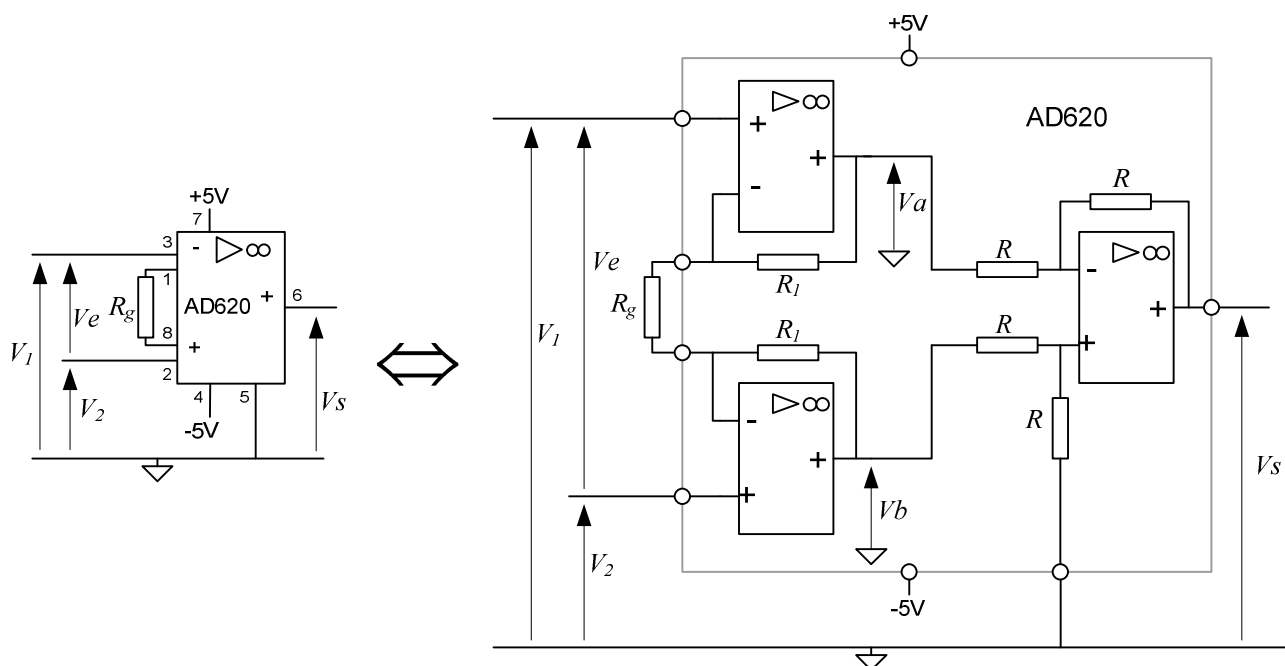 +5V
7
3
-
▷ ∞
1
Rg
AD620
+
6
8
+
2
4
5
-5V
Ve
V1
V2
Vs
+5V
AD620
▷ ∞
+
+
-
Va
R1
R
R
▷ ∞
-
+
+
Ve
V1
Rg
R1
R
R
▷ ∞
-
+
+
Vb
V2
-5V
Vs